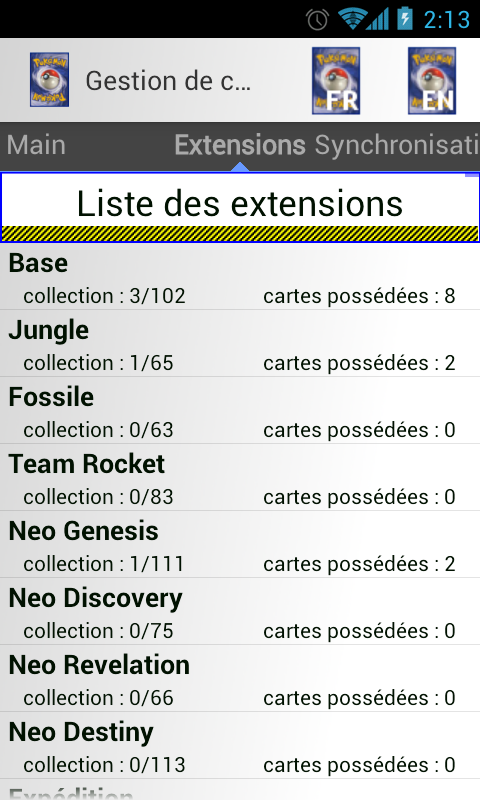 2:13
Gestion de c...
FR
EN
Main
Extensions
Synchronisati
Liste des extensions
Base
collection : 3/102 cartes possédées : 8
Jungle
collection : 1/65 cartes possédées : 2
Fossile
collection : 0/63 cartes possédées : 0
Team Rocket
collection : 0/83 cartes possédées : 0
Neo Genesis
collection : 1/111 cartes possédées : 2
Neo Discovery
collection : 0/75 cartes possédées : 0
Neo Revelation
collection : 0/66 cartes possédées : 0
Neo Destiny
collection : 0/113 cartes possédées : 0
Expédition